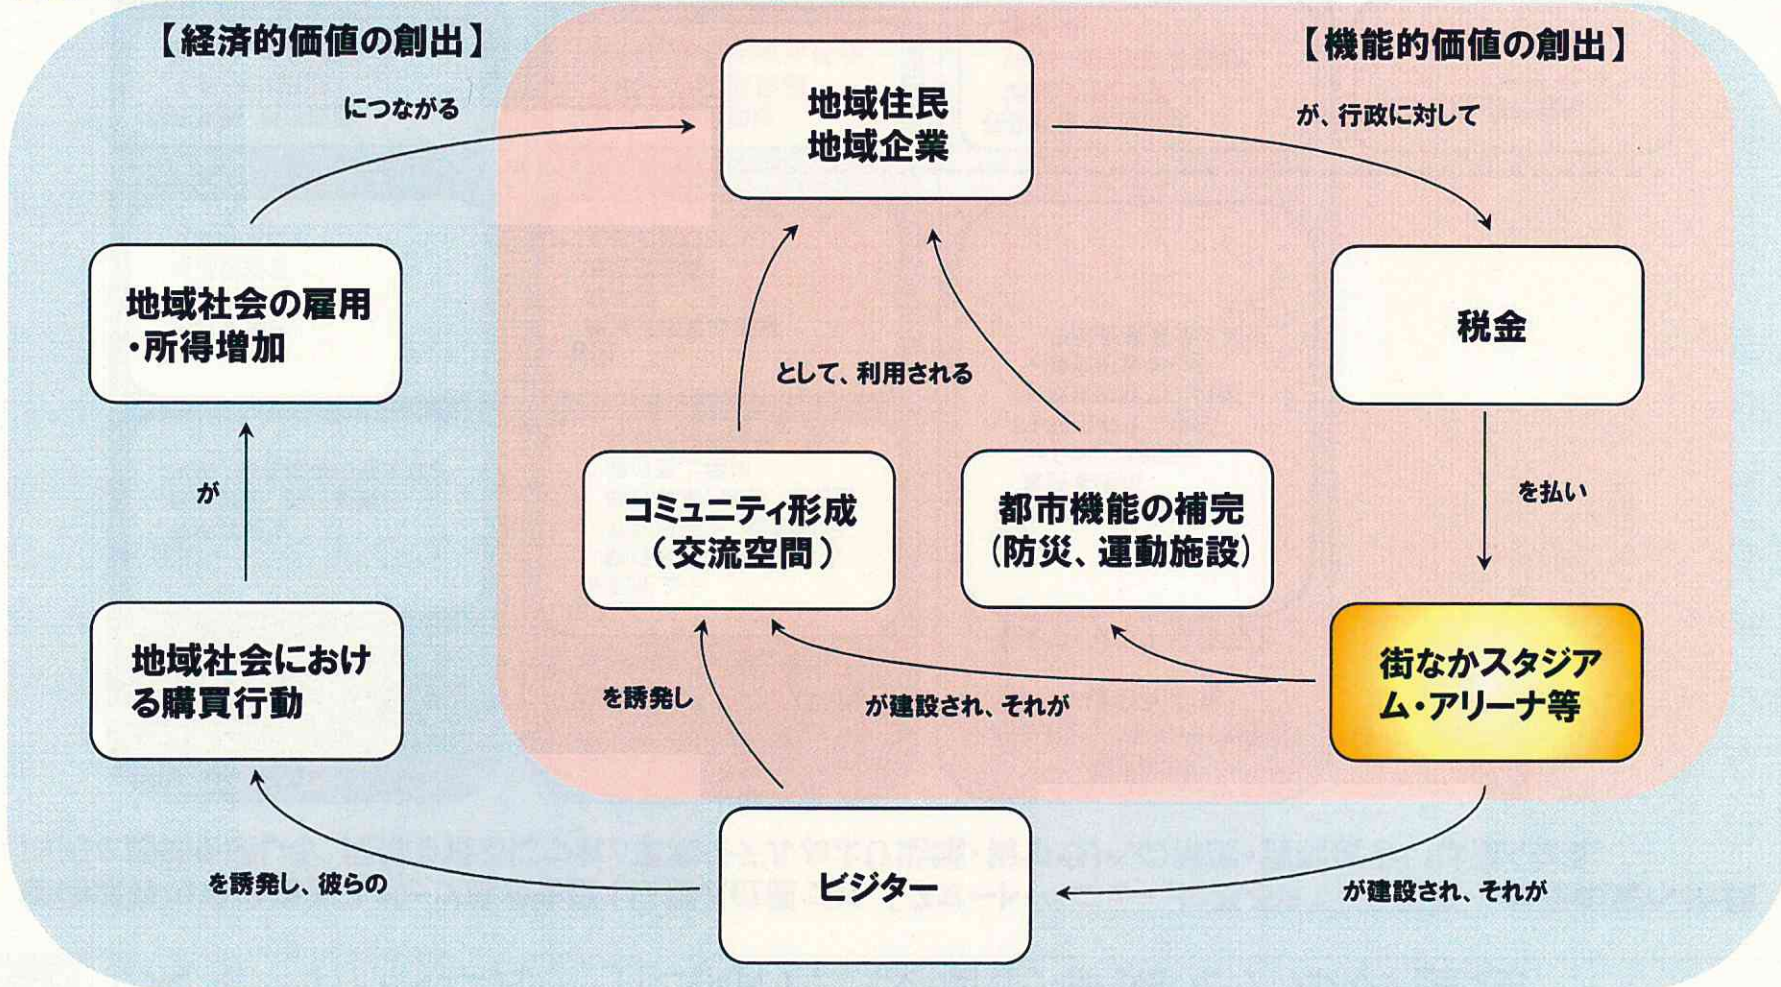 【経済的価値の創出】
【機能的価値の創出】
につながる
地域住民
地域企業
が、行政に対して
地域社会の雇用
・所得増加
税金
として、利用される
が
コミュニティ形成
（交流空間）
都市機能の補完
(防災、運動施設)
を払い
地域社会におけ
る購買行動
街なかスタジア
ム・アリーナ等
を誘発し
が建設され、それが
ビジター
を誘発し、彼らの
が建設され、それが